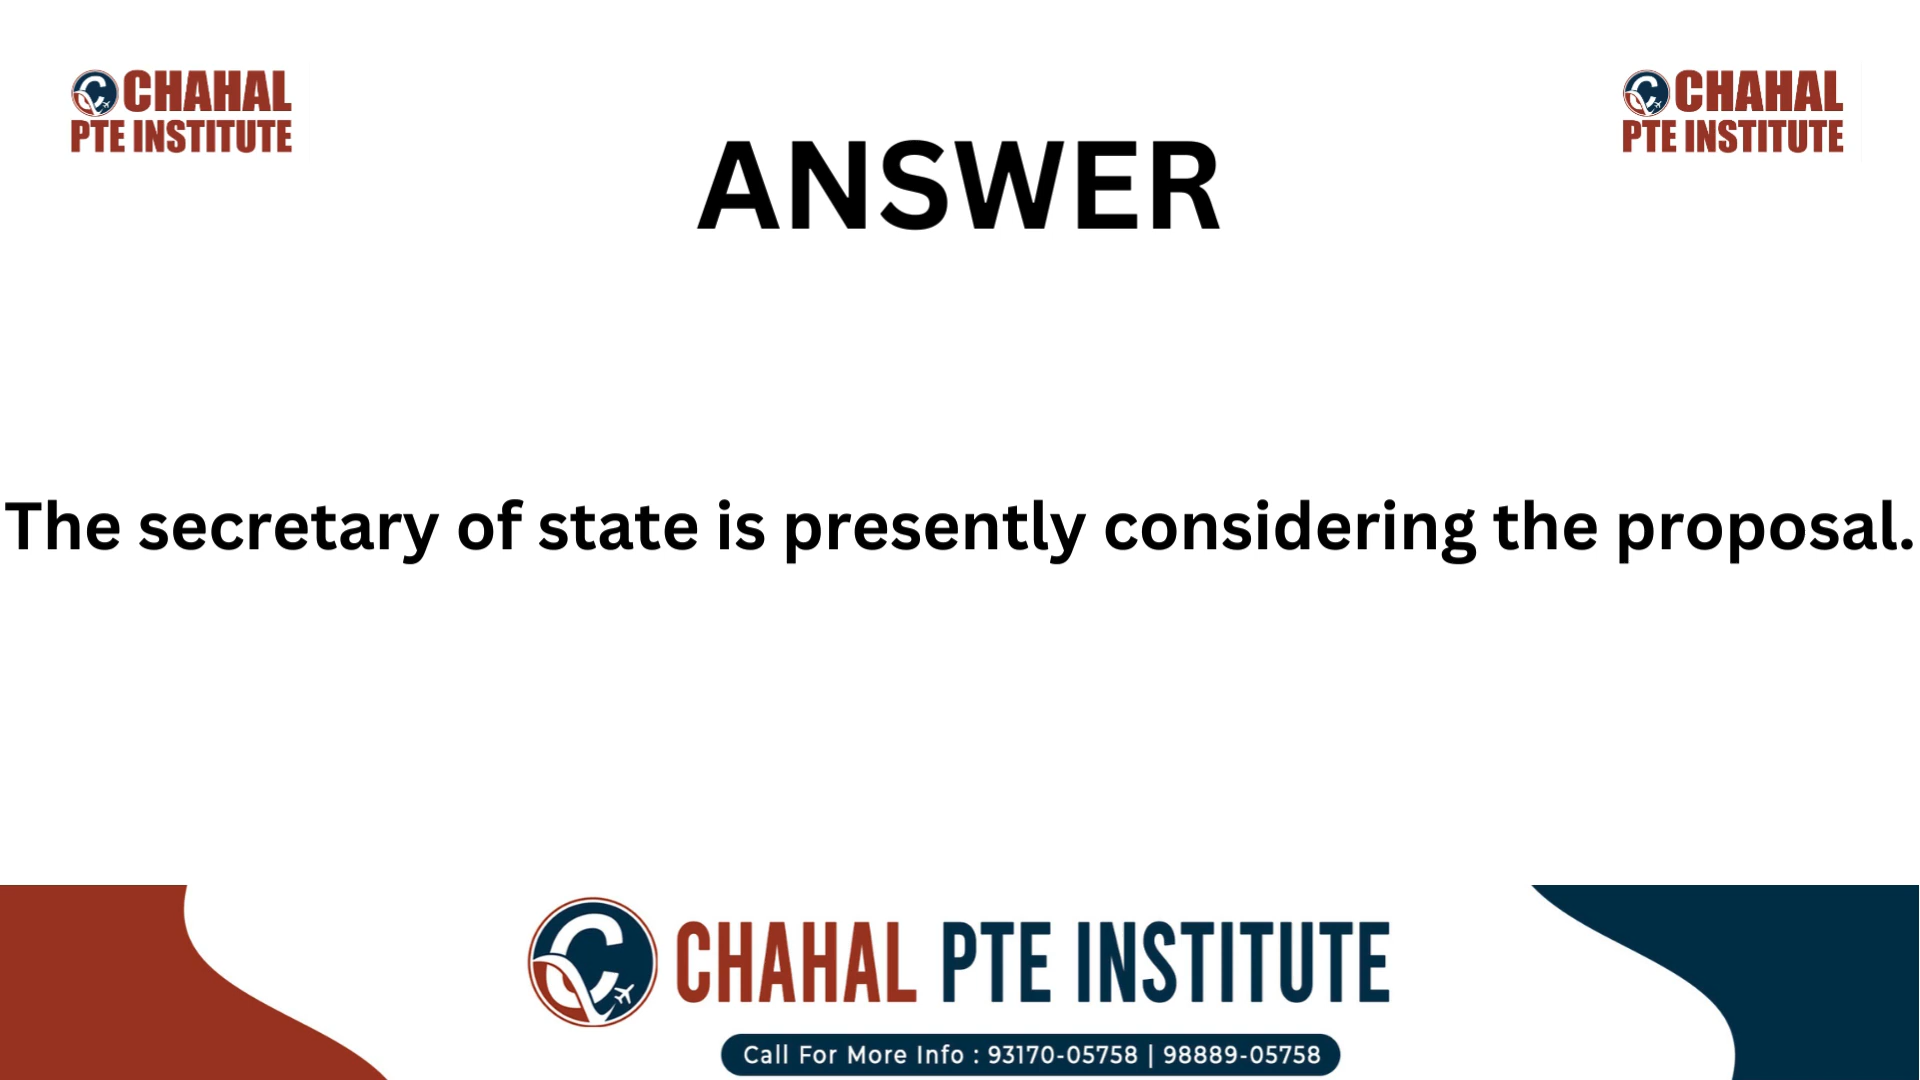 CHAHAL
PTE INSTITUTE
CHAHAL
PTE INSTITUTE
ANSWER
The secretary of state is presently considering the proposal.
CHAHAL PTE INSTITUTE
Call For More Info : 93170-05758 | 98889-05758